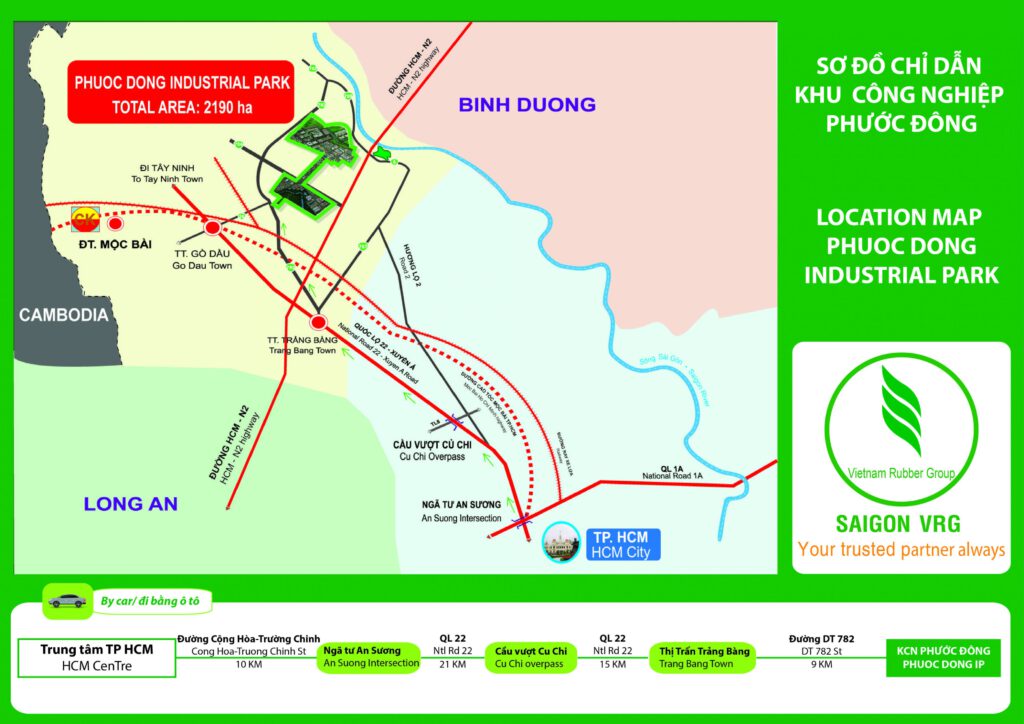 PHUOC DONG INDUSTRIAL PARK
TOTAL AREA: 2190 ha
ĐƯỜNG HCM - N2
HCM - N2 highway
BINH DUONG
SƠ ĐỒ CHỈ DẪN
KHU CÔNG NGHIỆP
PHƯỚC ĐÔNG
LOCATION MAP
PHUOC DONG
INDUSTRIAL PARK
ĐI TÂY NINH
To Tay Ninh Town
CK
ĐT. MỘC BÀI
TT. GÒ DẦU
Go Dau Town
HƯƠNG LỘ 2
Road 2
CAMBODIA
TT. TRẢNG BÀNG
Trang Bang Town
QUỐC LỘ 22 - XUYÊN Á
National Road 22 - Xuyen A Road
ĐƯỜNG CAO TỐC MỘC BÀI TP.HCM
Sông Sài Gòn - Saigon River
ĐƯỜNG HCM - N2
HCM - N2 highway
TL8
CẦU VƯỢT CỦ CHI
Cu Chi Overpass
QL 1A
National Road 1A
LONG AN
NGÃ TƯ AN SƯƠNG
An Suong Intersection
TP. HCM
HCM City
Vietnam Rubber Group
SAIGON VRG
Your trusted partner always
By car/ đi bằng ô tô
Trung tâm TP HCM
HCM CenTre
Đường Cộng Hòa-Trường Chinh
Cong Hoa-Truong Chinh St
10 KM
Ngã tư An Sương
An Suong Intersection
QL 22
Ntl Rd 22
21 KM
Cầu vượt Cu Chi
Cu Chi overpass
QL 22
Ntl Rd 22
15 KM
Thị Trấn Trảng Bàng
Trang Bang Town
Đường DT 782
DT 782 St
9 KM
KCN PHƯỚC ĐÔNG
PHUOC DONG IP